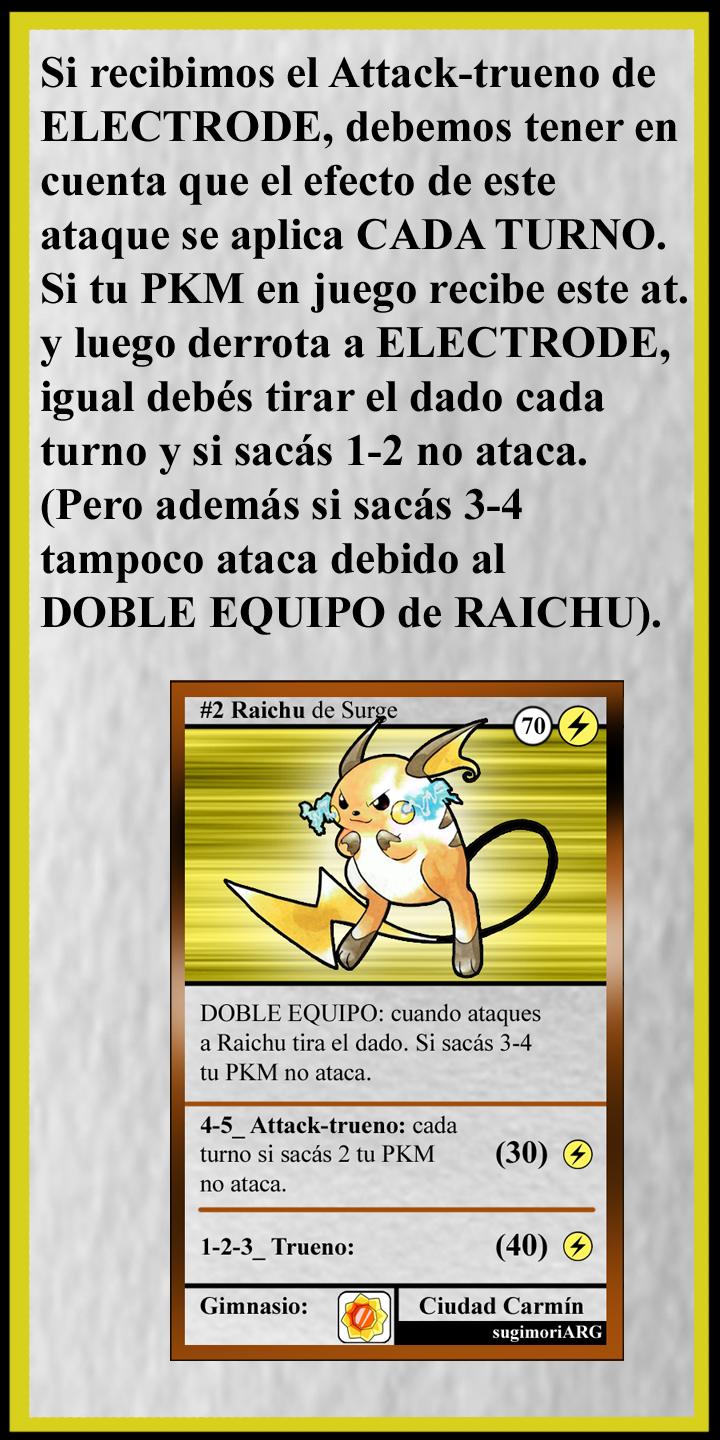 Si recibimos el Attack-trueno de
ELECTRODE, debemos tener en
cuenta que el efecto de este
ataque se aplica CADA TURNO.
Si tu PKM en juego recibe este at.
y luego derrota a ELECTRODE,
igual debés tirar el dado cada
turno y si sacás 1-2 no ataca.
(Pero además si sacás 3-4
tampoco ataca debido al
DOBLE EQUIPO de RAICHU).
#2 Raichu de Surge
70
DOBLE EQUIPO: cuando ataques
a Raichu tira el dado. Si sacás 3-4
tu PKM no ataca.
4-5_ Attack-trueno: cada
turno si sacás 2 tu PKM (30)
no ataca.
1-2-3_ Trueno: (40)
Gimnasio: Ciudad Carmín
sugimoriARG